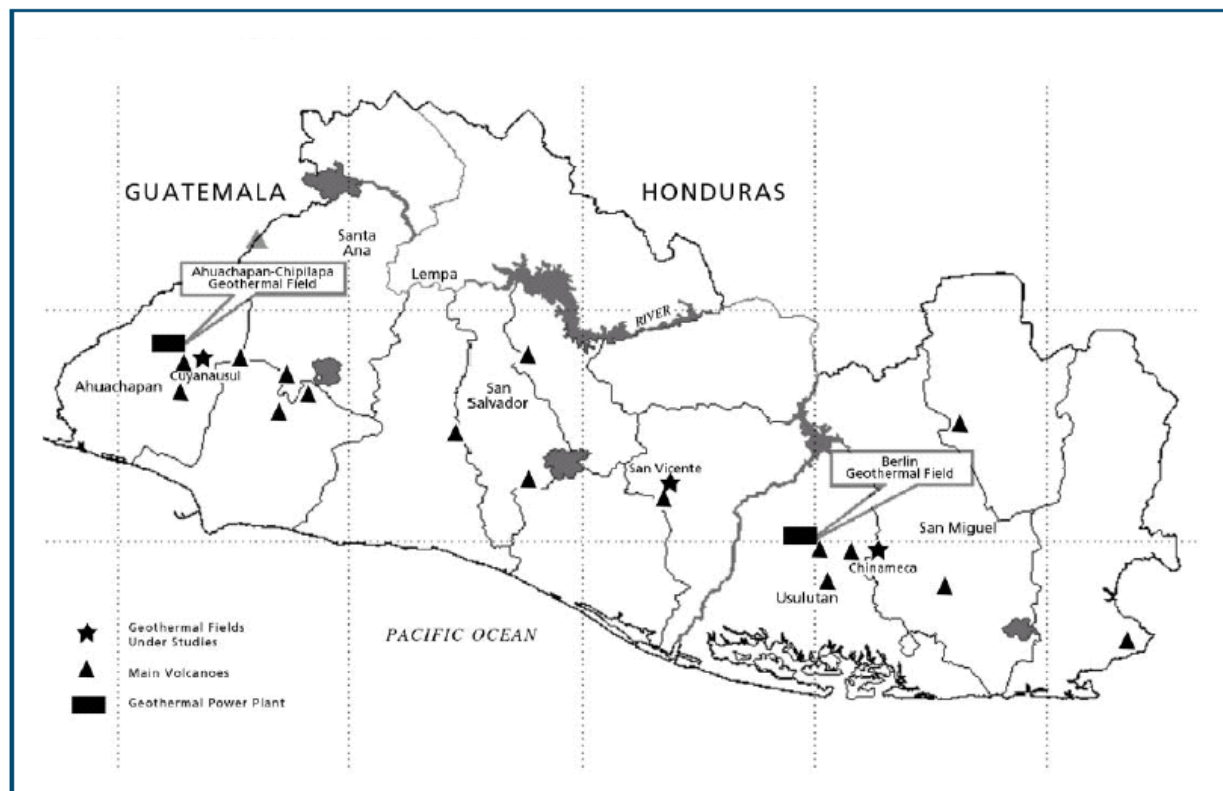 GUATEMALA
HONDURAS
Santa
Ana
Ahuachapan-Chipilapa
Geothermal Field
Lempa
RIVER
Cuyanausul
Ahuachapan
San
Salvador
San Vicente
Berlin
Geothermal Field
San Miguel
Chinameca
Usulutan
PACIFIC OCEAN
Geothermal Fields
Under Studies
Main Volcanoes
Geothermal Power Plant